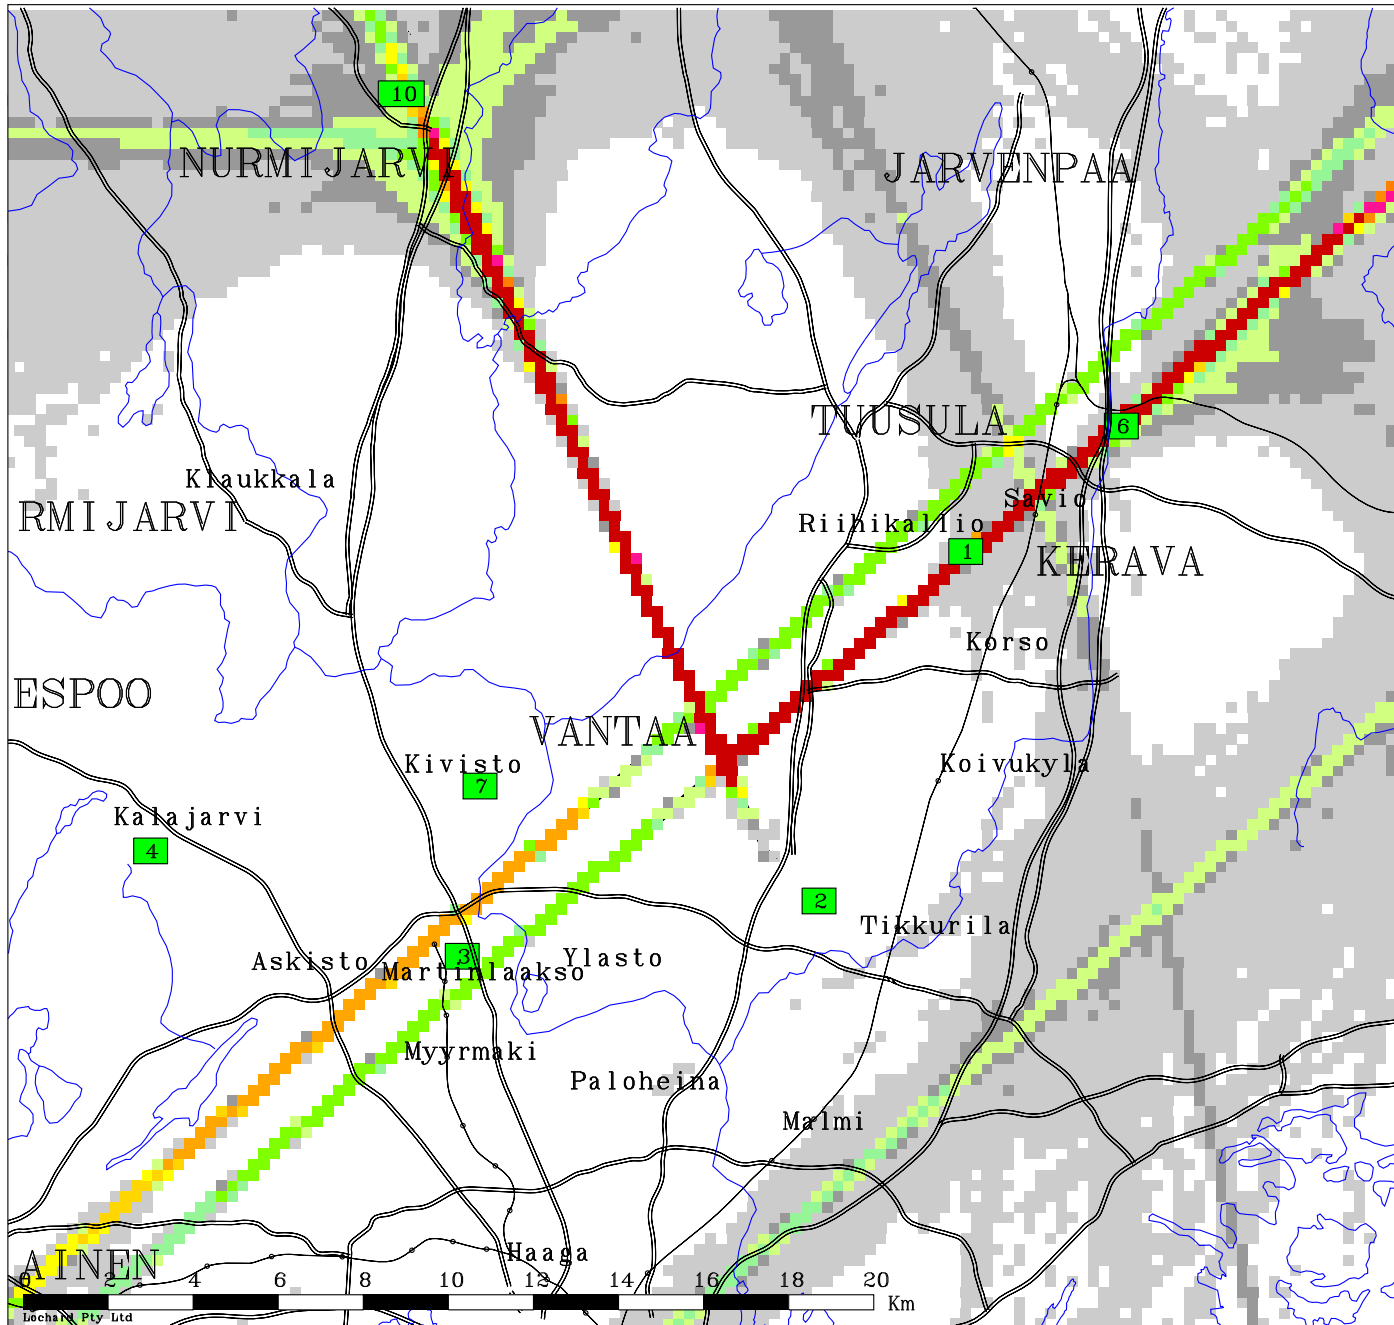 10
NURMIJARVI
JARVENPAA
TUUSULA
6
Klaukkala
Savio
RMIJARVI
Riihikallio
1
KERAVA
Korso
ESPOO
VANTAA
Kivisto
Koivukyla
7
Kalajarvi
4
2
Tikkurila
3
Ylasto
Askisto
Martinlaakso
Myyrmaki
Paloheina
Malmi
Haaga
AINEN
0 2 4 6 8 10 12 14 16 18 20
Km
Lochard Pty Ltd